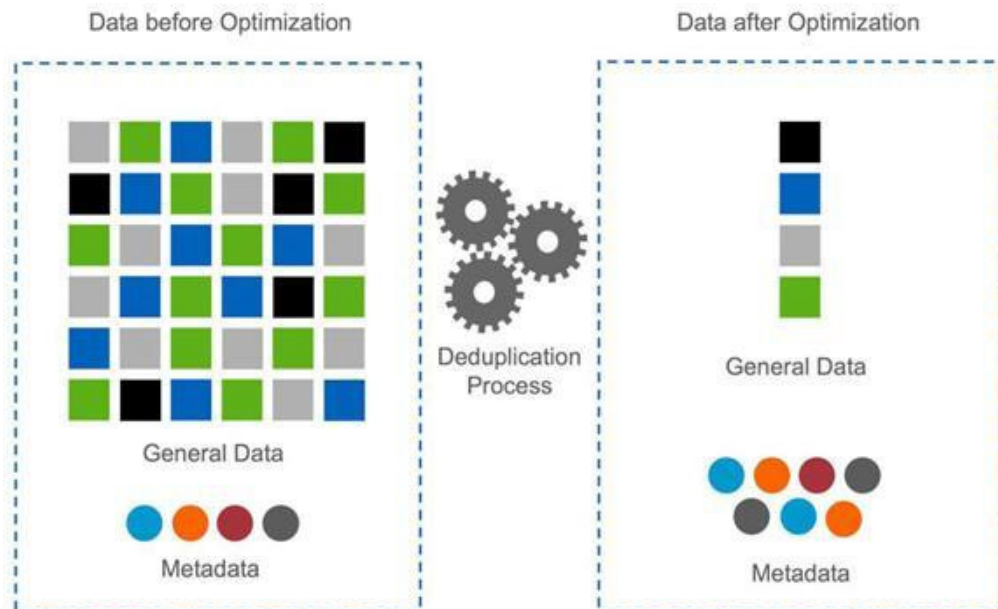 Data before Optimization
Data after Optimization
Deduplication
Process
General Data
General Data
Metadata
Metadata